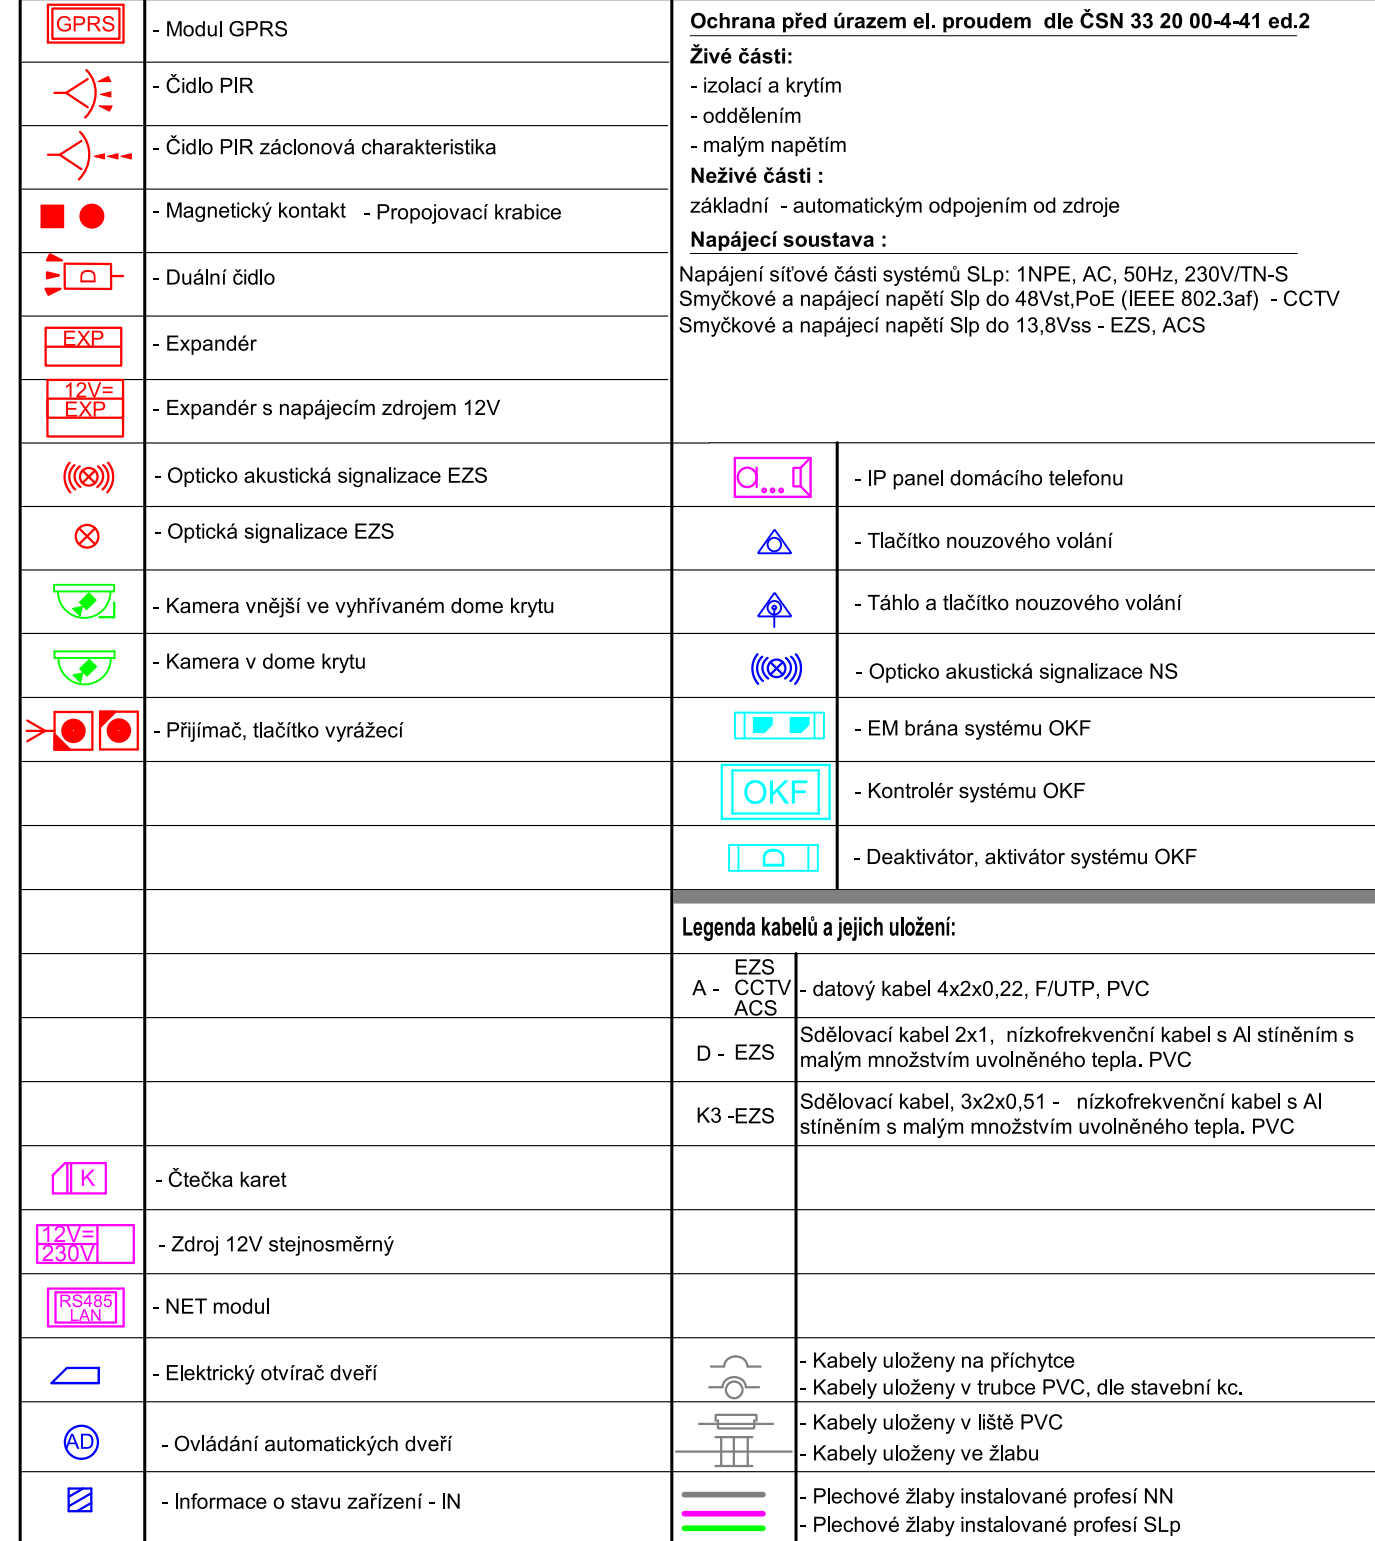 GPRS - Modul GPRS
- Čidlo PIR
- Čidlo PIR záclonová charakteristika
- Magnetický kontakt - Propojovací krabice
- Duální čidlo
EXP - Expandér
12V=
EXP - Expandér s napájecím zdrojem 12V
- Opticko akustická signalizace EZS
- Optická signalizace EZS
- Kamera vnější ve vyhřívaném dome krytu
- Kamera v dome krytu
- Přijímač, tlačítko vyrážecí
K - Čtečka karet
12V=
230V - Zdroj 12V stejnosměrný
RS485
LAN - NET modul
- Elektrický otvírač dveří
AD - Ovládání automatických dveří
- Informace o stavu zařízení - IN
Ochrana před úrazem el. proudem dle ČSN 33 20 00-4-41 ed.2
Živé části:
- izolací a krytím
- oddělením
- malým napětím
Neživé části :
základní - automatickým odpojením od zdroje
Napájecí soustava :
Napájení síťové části systémů SLp: 1NPE, AC, 50Hz, 230V/TN-S
Smyčkové a napájecí napětí Slp do 48Vst,PoE (IEEE 802.3af) - CCTV
Smyčkové a napájecí napětí Slp do 13,8Vss - EZS, ACS
- IP panel domácího telefonu
- Tlačítko nouzového volání
- Táhlo a tlačítko nouzového volání
- Opticko akustická signalizace NS
- EM brána systému OKF
OKF - Kontrolér systému OKF
- Deaktivátor, aktivátor systému OKF
Legenda kabelů a jejich uložení:
EZS
A - CCTV - datový kabel 4x2x0,22, F/UTP, PVC
ACS
D - EZS Sdělovací kabel 2x1, nízkofrekvenční kabel s Al stíněním s
malým množstvím uvolněného tepla. PVC
K3 -EZS Sdělovací kabel, 3x2x0,51 - nízkofrekvenční kabel s Al
stíněním s malým množstvím uvolněného tepla. PVC
- Kabely uloženy na příchytce
- Kabely uloženy v trubce PVC, dle stavební kc.
- Kabely uloženy v liště PVC
- Kabely uloženy ve žlabu
- Plechové žlaby instalované profesí NN
- Plechové žlaby instalované profesí SLp